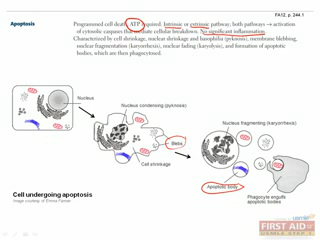 FA12. p. 244.1
Apoptosis
Programmed cell death; ATP required. Intrinsic or extrinsic pathway; both pathways → activation
of cytosolic caspases that mediate cellular breakdown. No significant inflammation.
Characterized by cell shrinkage, nuclear shrinkage and basophilia (pyknosis), membrane blebbing,
nuclear fragmentation (karyorrhexis), nuclear fading (karyolysis), and formation of apoptotic
bodies, which are then phagocytosed.
Nucleus
Nucleus condensing (pyknosis)
Nucleus fragmenting (karyorrhexis)
Blebs
Cell shrinkage
Apoptotic body
Phagocyte engulfs
apoptotic bodies
Cell undergoing apoptosis
Image courtesy of
FIRST AID
USMLE STEP 1